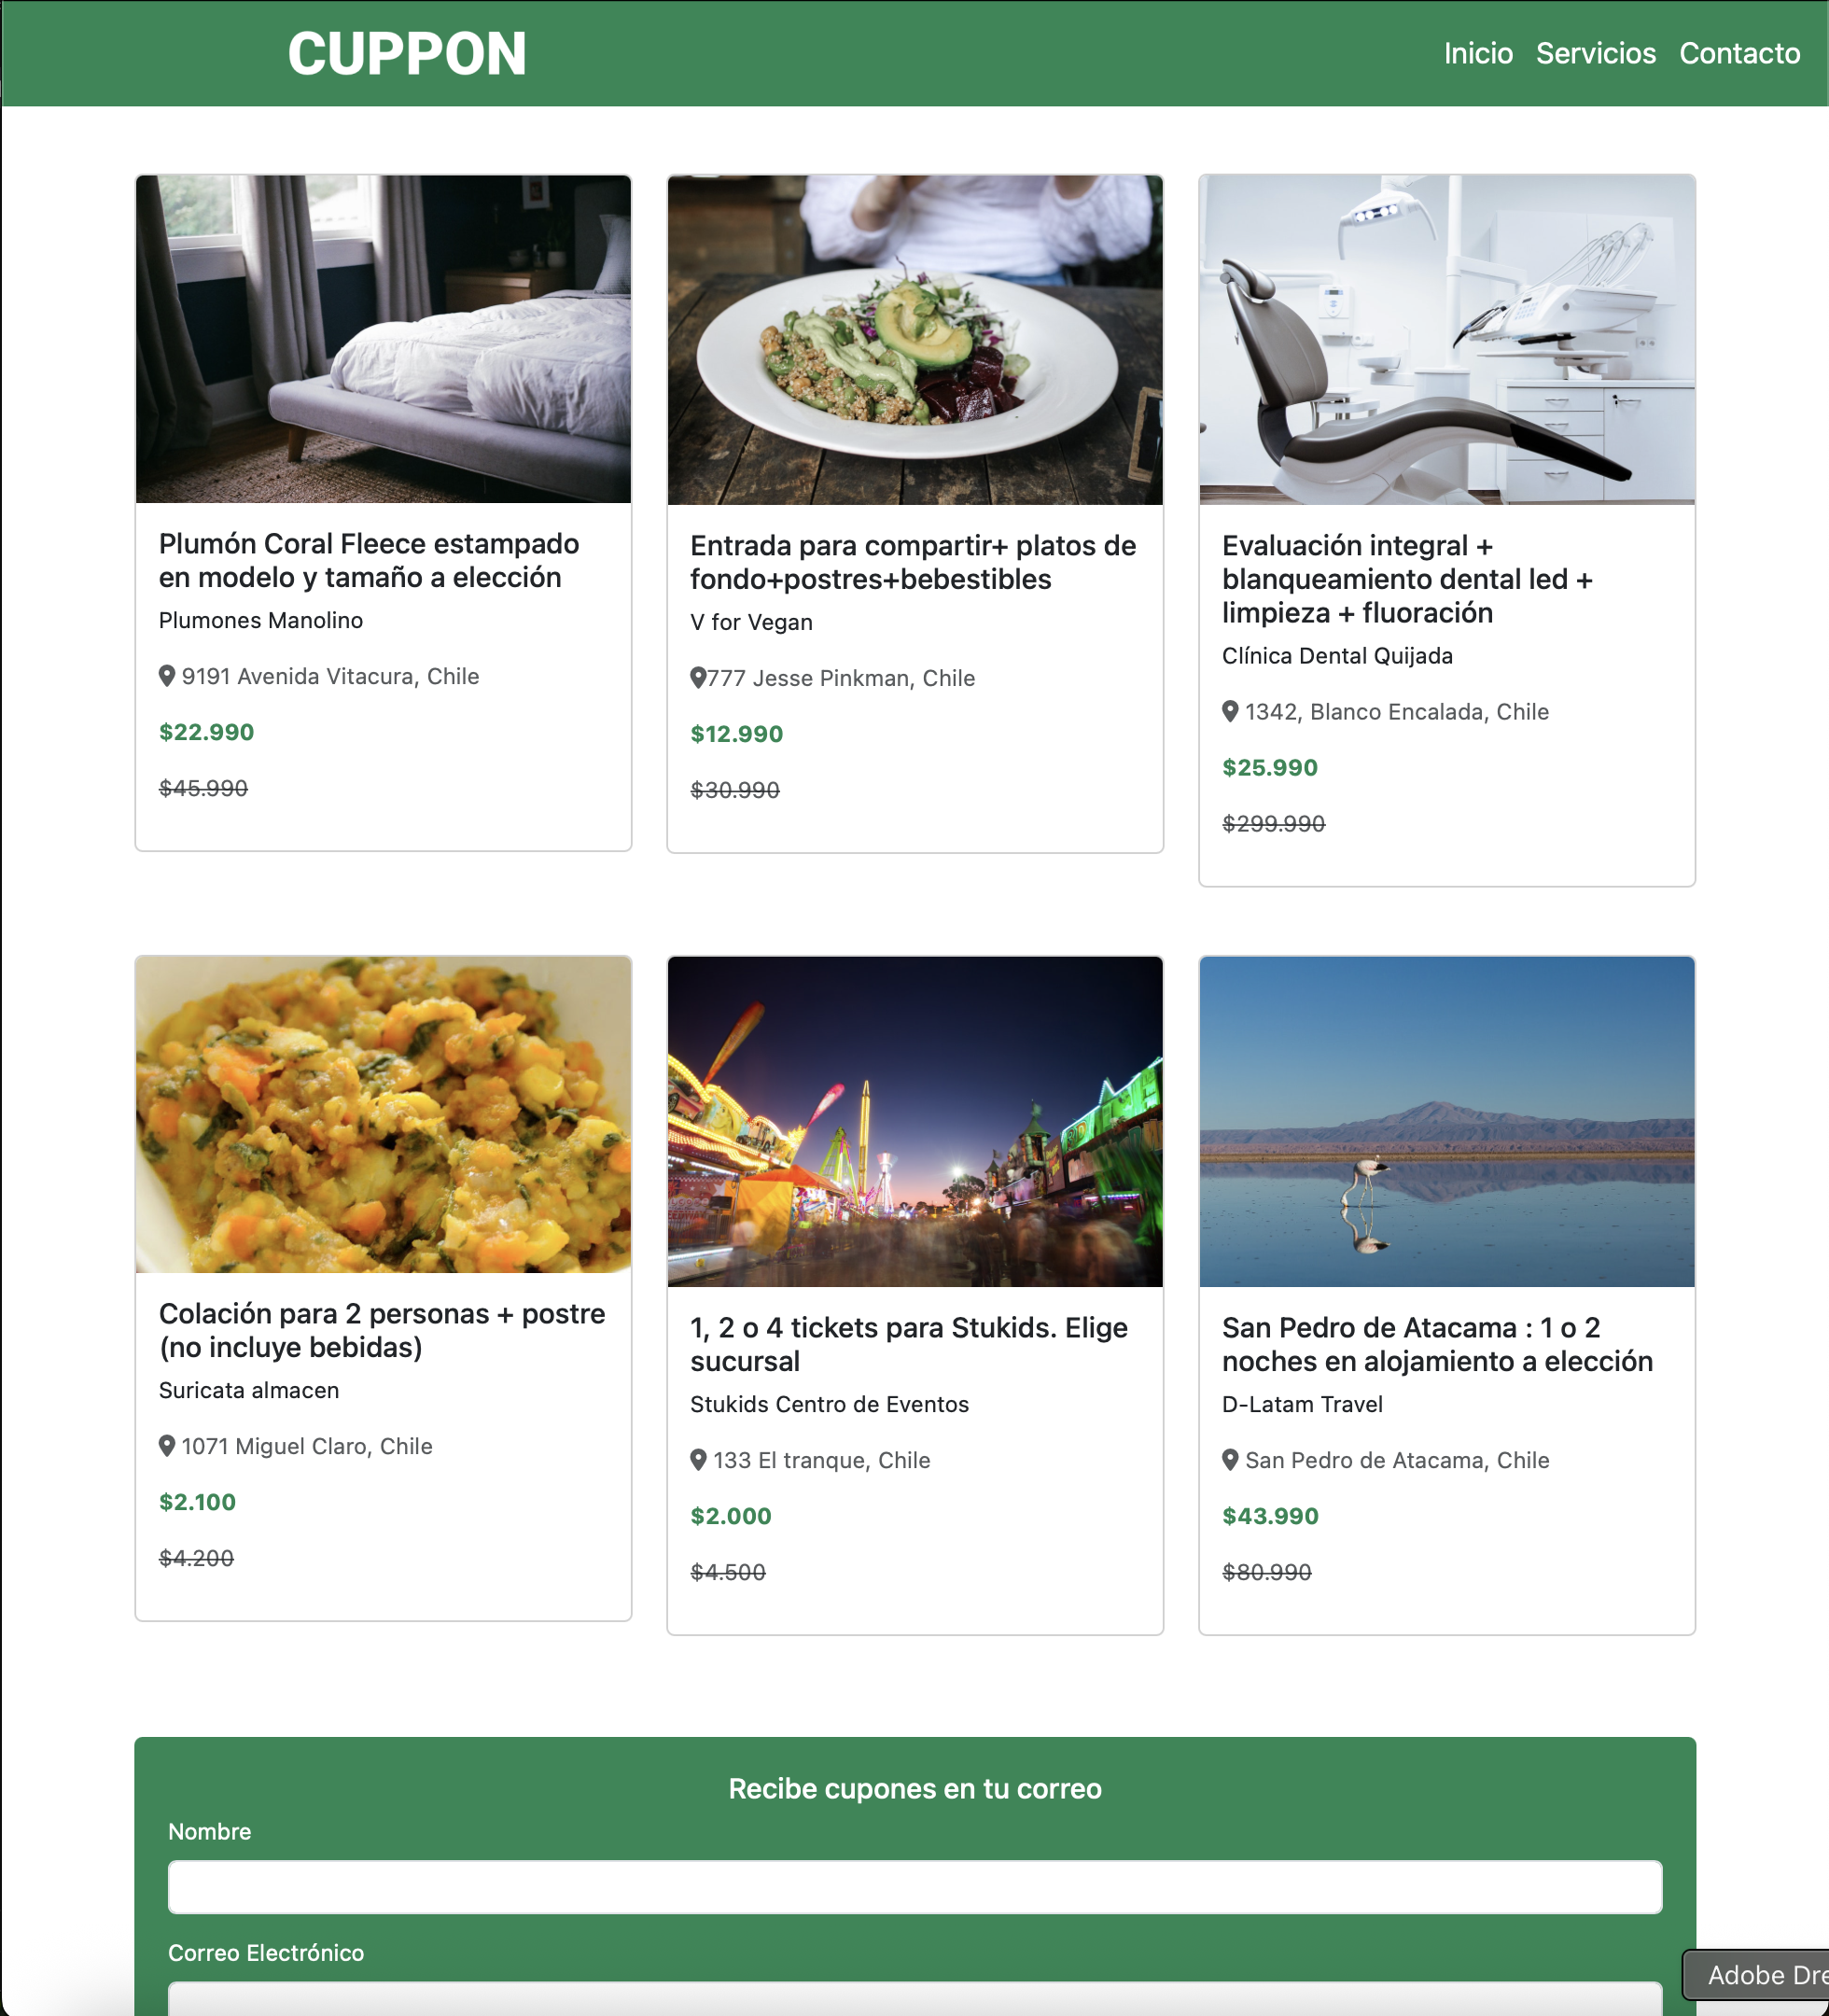 CUPPON
Inicio Servicios Contacto
Plumón Coral Fleece estampado
en modelo y tamaño a elección
Plumones Manolino
9191 Avenida Vitacura, Chile
$22.990
$45.990
Entrada para compartir+ platos de
fondo+postres+bebestibles
V for Vegan
777 Jesse Pinkman, Chile
$12.990
$30.990
Evaluación integral +
blanqueamiento dental led +
limpieza + fluoración
Clínica Dental Quijada
1342, Blanco Encalada, Chile
$25.990
$299.990
Colación para 2 personas + postre
(no incluye bebidas)
Suricata almacen
1071 Miguel Claro, Chile
$2.100
$4.200
1, 2 o 4 tickets para Stukids. Elige
sucursal
Stukids Centro de Eventos
133 El tranque, Chile
$2.000
$4.500
San Pedro de Atacama : 1 o 2
noches en alojamiento a elección
D-Latam Travel
San Pedro de Atacama, Chile
$43.990
$80.990
Recibe cupones en tu correo
Nombre
Correo Electrónico
Adobe Dre